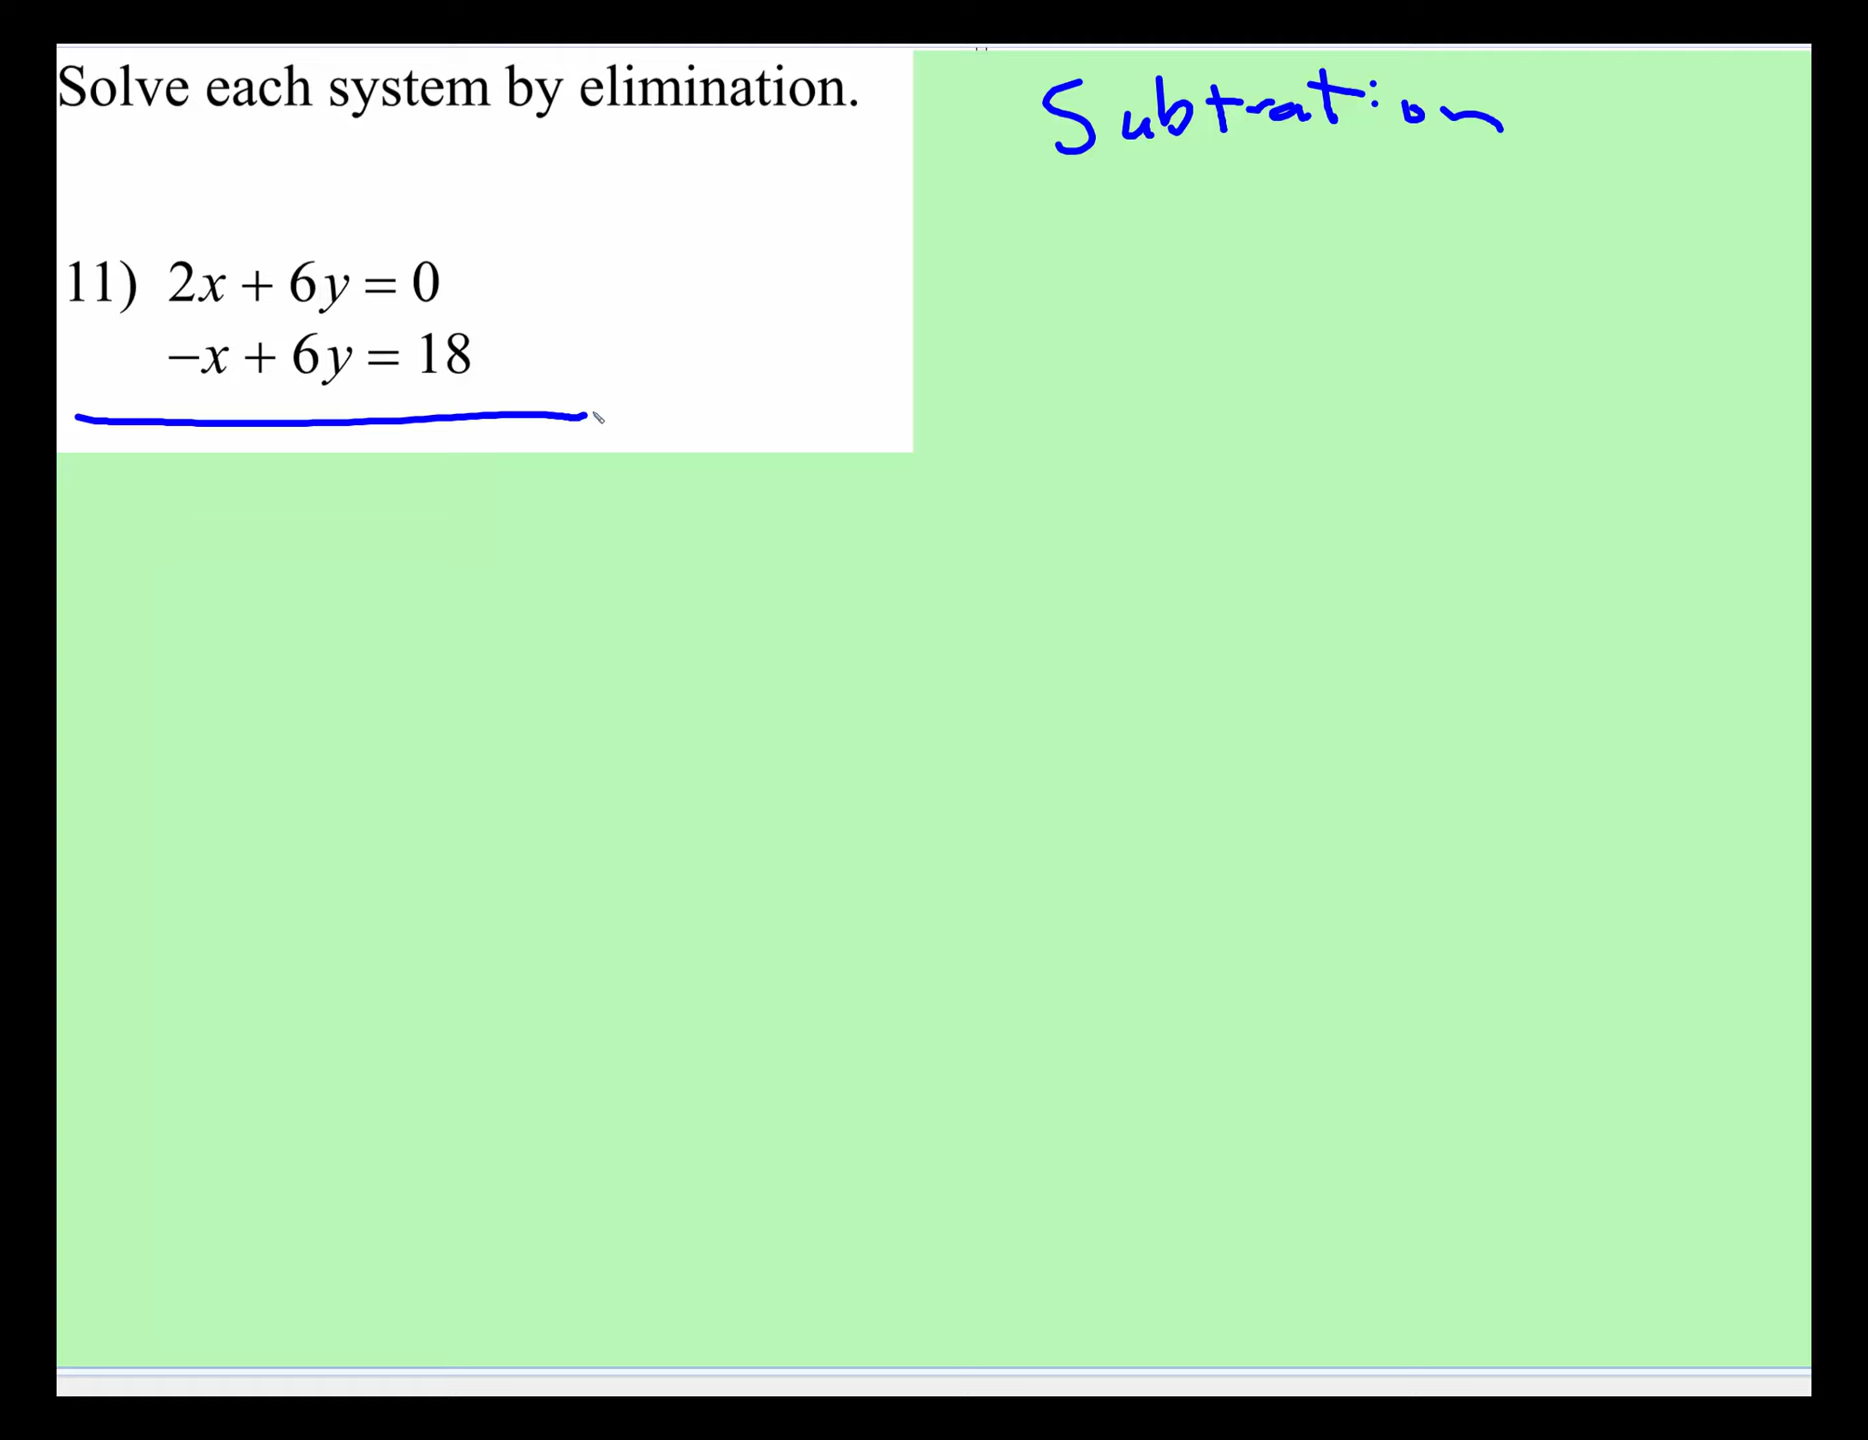 Solve each system by elimination.
Subtration
11) 2x + 6y = 0
−x + 6y = 18